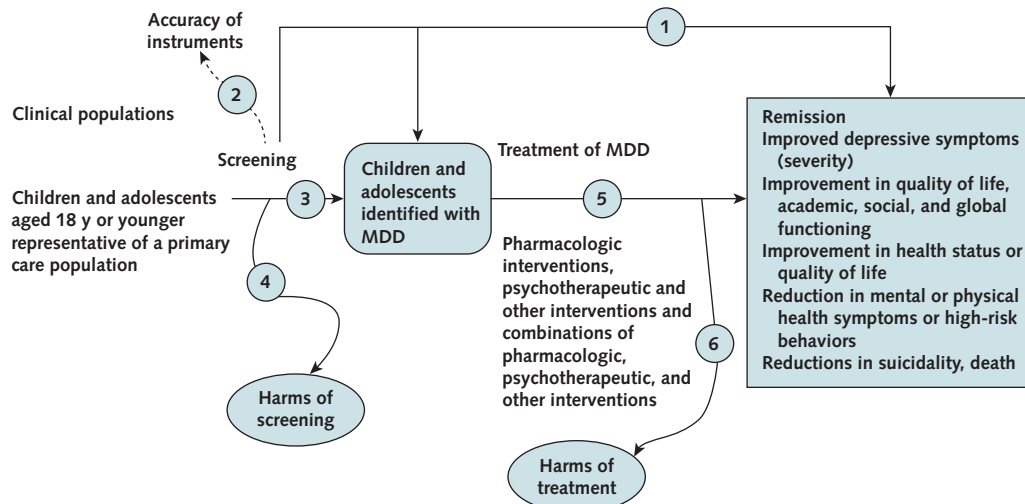 Accuracy of
instruments
1
2
Clinical populations
Screening
Children and adolescents
aged 18 y or younger
representative of a primary
care population
3
4
Harms of
screening
Children and
adolescents
identified with
MDD
Treatment of MDD
5
Pharmacologic
interventions,
psychotherapeutic and
other interventions and
combinations of
pharmacologic,
psychotherapeutic, and
other interventions
6
Harms of
treatment
Remission
Improved depressive symptoms
(severity)
Improvement in quality of life,
academic, social, and global
functioning
Improvement in health status or
quality of life
Reduction in mental or physical
health symptoms or high-risk
behaviors
Reductions in suicidality, death